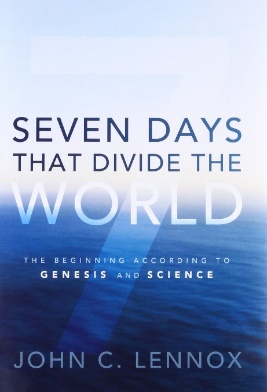 SEVEN DAYS
THAT DIVIDE THE
WORLD
THE BEGINNING ACCORDING TO
GENESIS AND SCIENCE
JOHN C. LENNOX